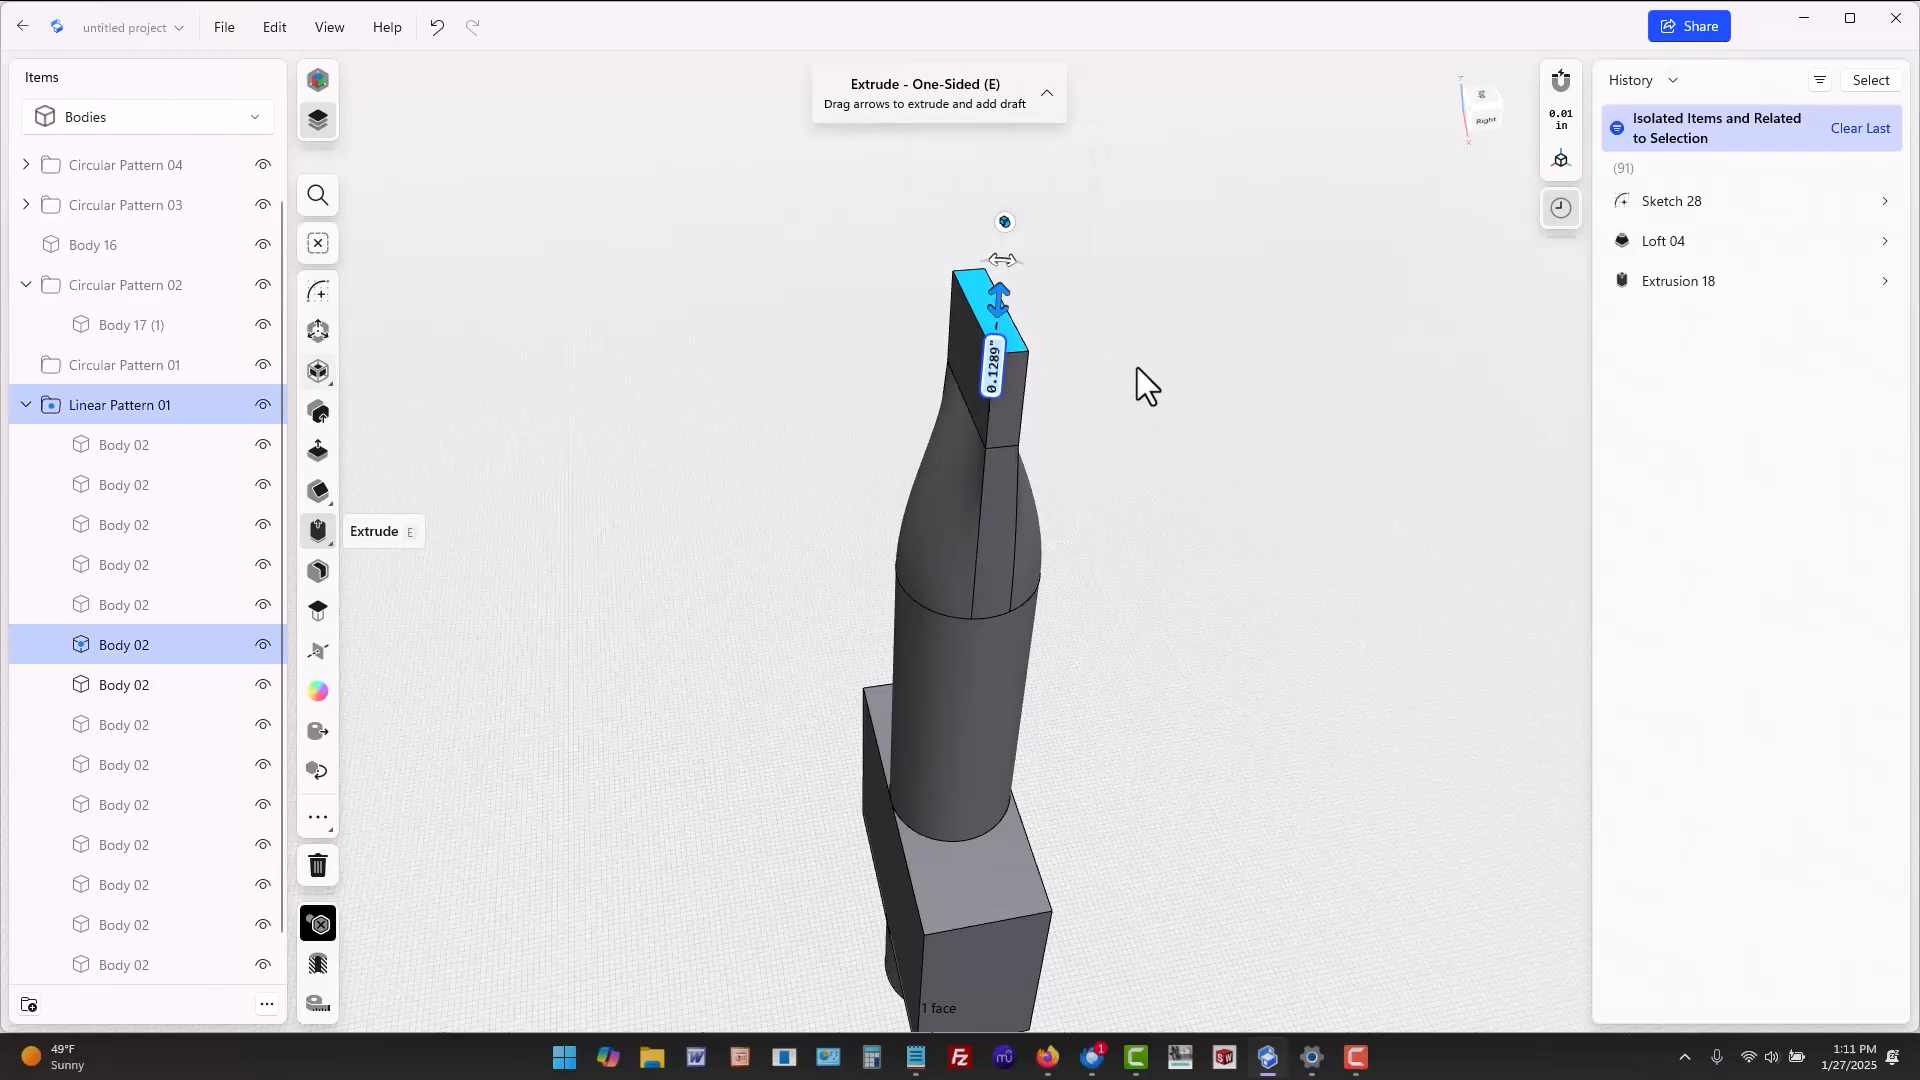 untitled project
File
Edit
View
Help
Share
Items
Bodies
Circular Pattern 04
Circular Pattern 03
Body 16
Circular Pattern 02
Body 17 (1)
Circular Pattern 01
Linear Pattern 01
Body 02
Body 02
Body 02
Body 02
Body 02
Body 02
Body 02
Body 02
Body 02
Body 02
Body 02
Body 02
Body 02
Body 02
Extrude E
Extrude - One-Sided (E)
Drag arrows to extrude and add draft
0.1289"
1 face
Z
Right
X
0.01
in
History
Select
Isolated Items and Related
to Selection
Clear Last
(91)
Sketch 28
Loft 04
Extrusion 18
49°F
Sunny
1
1:11 PM
1/27/2025